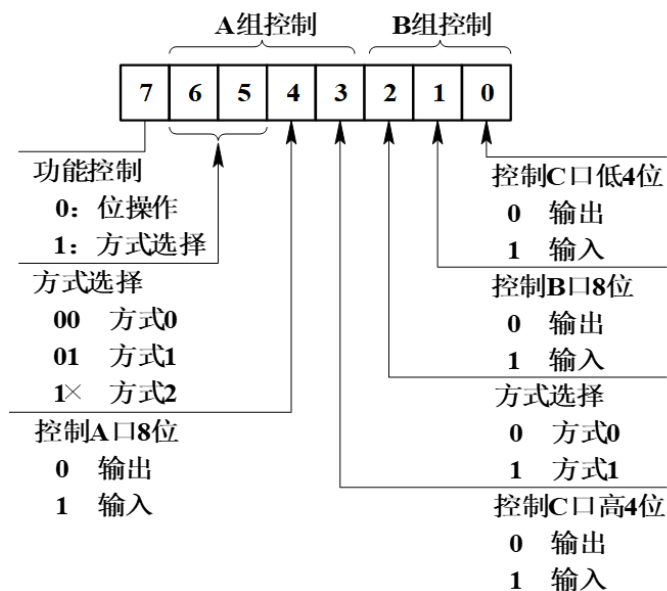 A组控制 B组控制
7 6 5 4 3 2 1 0
功能控制
0：位操作
1：方式选择
方式选择
00 方式0
01 方式1
1× 方式2
控制A口8位
0 输出
1 输入
控制C口低4位
0 输出
1 输入
控制B口8位
0 输出
1 输入
方式选择
0 方式0
1 方式1
控制C口高4位
0 输出
1 输入